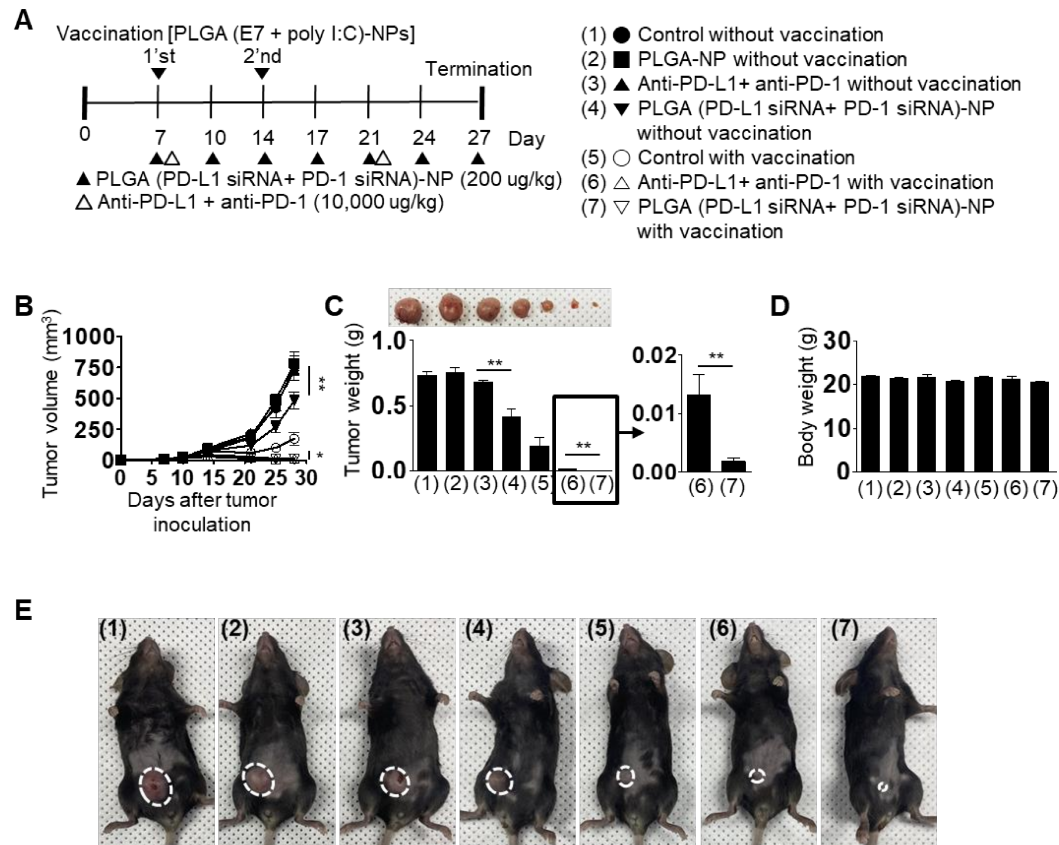 A
Vaccination [PLGA (E7 + poly I:C)-NPs]
1'st 2'nd
Termination
0 7 10 14 17 21 24 27 Day
▲ PLGA (PD-L1 siRNA+ PD-1 siRNA)-NP (200 ug/kg)
△ Anti-PD-L1 + anti-PD-1 (10,000 ug/kg)
(1) ● Control without vaccination
(2) ■ PLGA-NP without vaccination
(3) ▲ Anti-PD-L1+ anti-PD-1 without vaccination
(4) ▼ PLGA (PD-L1 siRNA+ PD-1 siRNA)-NP
without vaccination
(5) ○ Control with vaccination
(6) △ Anti-PD-L1+ anti-PD-1 with vaccination
(7) ▽ PLGA (PD-L1 siRNA+ PD-1 siRNA)-NP
with vaccination
B
Tumor volume (mm³)
1000
750
500
250
0
**
*
0 5 10 15 20 25 30
Days after tumor
inoculation
C
Tumor weight (g)
1.0
0.5
0.0
**
**
(1) (2) (3) (4) (5) (6) (7)
0.02
0.01
0.00
**
(6) (7)
D
Body weight (g)
30
20
10
0
(1) (2) (3) (4) (5) (6) (7)
E
(1) (2) (3) (4) (5) (6) (7)